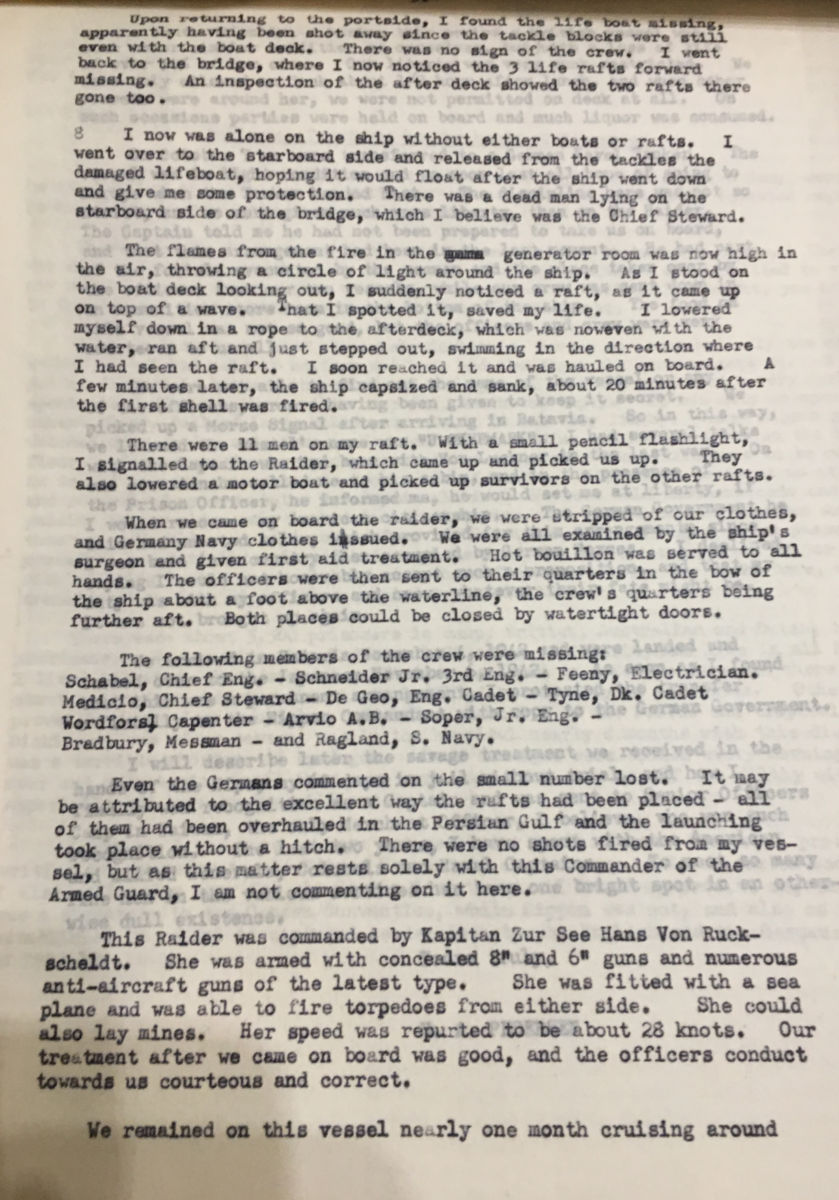 Upon returning to the portside, I found the life boat missing,
apparently having been shot away since the tackle blocks were still
even with the boat deck. There was no sign of the crew. I went
back to the bridge, where I now noticed the 3 life rafts forward
missing. An inspection of the after deck showed the two rafts there
gone too.
8 I now was alone on the ship without either boats or rafts. I
went over to the starboard side and released from the tackles the
damaged lifeboat, hoping it would float after the ship went down
and give me some protection. There was a dead man lying on the
starboard side of the bridge, which I believe was the Chief Steward.
The flames from the fire in the generator room was now high in
the air, throwing a circle of light around the ship. As I stood on
the boat deck looking out, I suddenly noticed a raft, as it came up
on top of a wave. That I spotted it, saved my life. I lowered
myself down in a rope to the afterdeck, which was noweven with the
water, ran aft and just stepped out, swimming in the direction where
I had seen the raft. I soon reached it and was hauled on board. A
few minutes later, the ship capsized and sank, about 20 minutes after
the first shell was fired.
There were 11 men on my raft. With a small pencil flashlight,
I signalled to the Raider, which came up and picked us up. They
also lowered a motor boat and picked up survivors on the other rafts.
When we came on board the raider, we were stripped of our clothes,
and Germany Navy clothes issued. We were all examined by the ship's
surgeon and given first aid treatment. Hot bouillon was served to all
hands. The officers were then sent to their quarters in the bow of
the ship about a foot above the waterline, the crew's quarters being
further aft. Both places could be closed by watertight doors.
The following members of the crew were missing:
Schabel, Chief Eng. - Schneider Jr. 3rd Eng. - Feeny, Electrician.
Medicio, Chief Steward - De Geo, Eng. Cadet - Tyne, Dk. Cadet
Wordfors, Capenter - Arvio A.B. - Soper, Jr. Eng. -
Bradbury, Messman - and Ragland, S. Navy.
Even the Germans commented on the small number lost. It may
be attributed to the excellent way the rafts had been placed - all
of them had been overhauled in the Persian Gulf and the launching
took place without a hitch. There were no shots fired from my ves-
sel, but as this matter rests solely with this Commander of the
Armed Guard, I am not commenting on it here.
This Raider was commanded by Kapitan Zur See Hans Von Ruck-
scheldt. She was armed with concealed 8" and 6" guns and numerous
anti-aircraft guns of the latest type. She was fitted with a sea
plane and was able to fire torpedoes from either side. She could
also lay mines. Her speed was repurted to be about 28 knots. Our
treatment after we came on board was good, and the officers conduct
towards us courteous and correct.
We remained on this vessel nearly one month cruising around